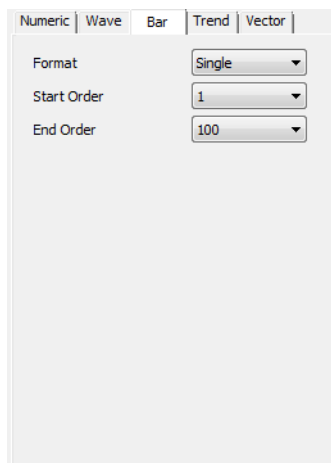 Numeric Wave Bar Trend Vector
Format Single
Start Order 1
End Order 100